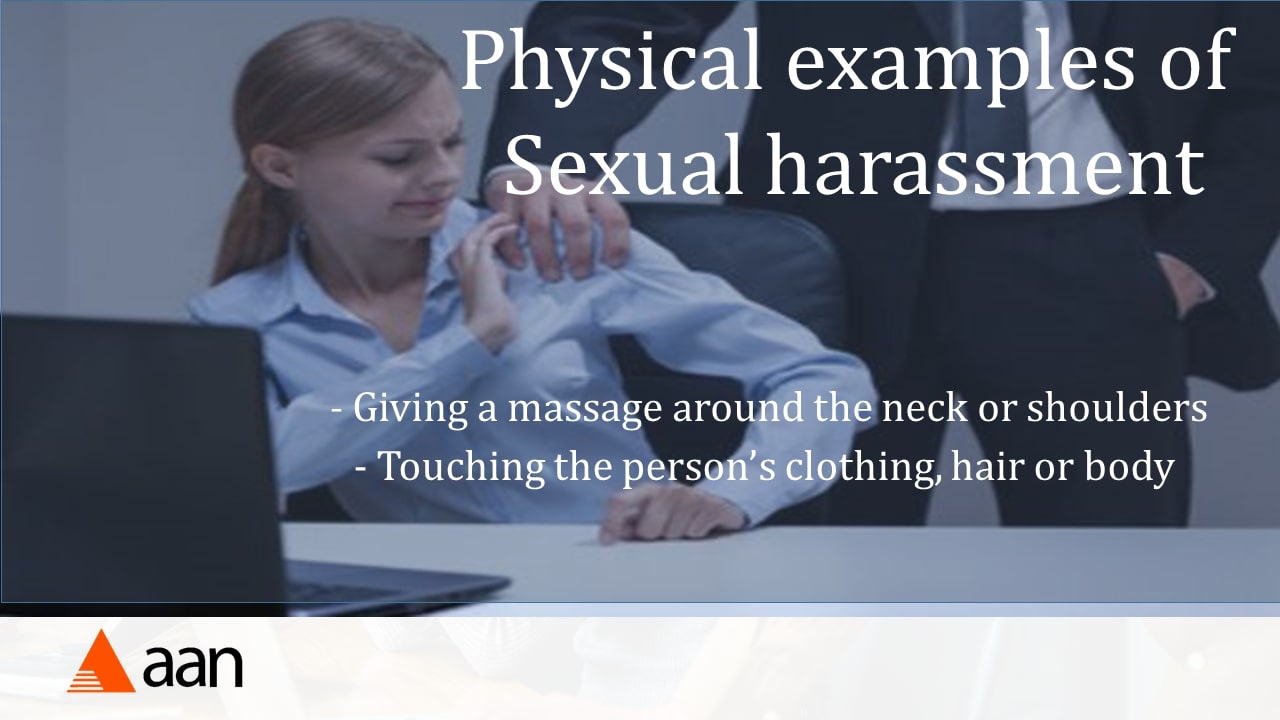 Physical examples of
Sexual harassment
- Giving a massage around the neck or shoulders
- Touching the person’s clothing, hair or body
aan